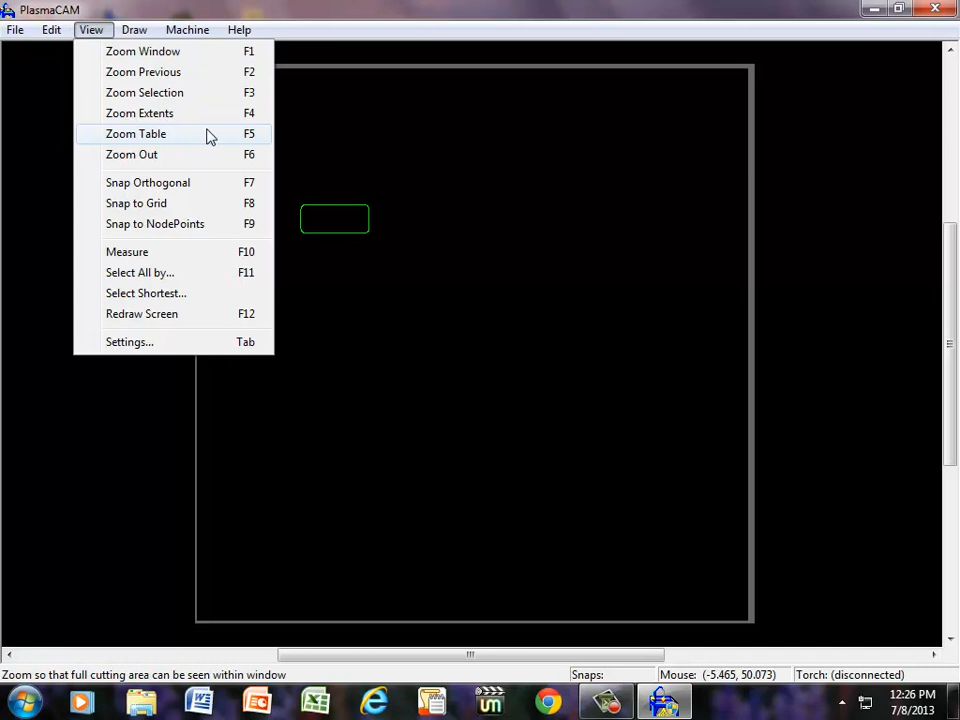 PlasmaCAM
File Edit View Draw Machine Help
Zoom Window F1
Zoom Previous F2
Zoom Selection F3
Zoom Extents F4
Zoom Table F5
Zoom Out F6
Snap Orthogonal F7
Snap to Grid F8
Snap to NodePoints F9
Measure F10
Select All by... F11
Select Shortest...
Redraw Screen F12
Settings... Tab
Zoom so that full cutting area can be seen within window Snaps: Mouse: (-5.465, 50.073) Torch: (disconnected)
um
12:26 PM
7/8/2013